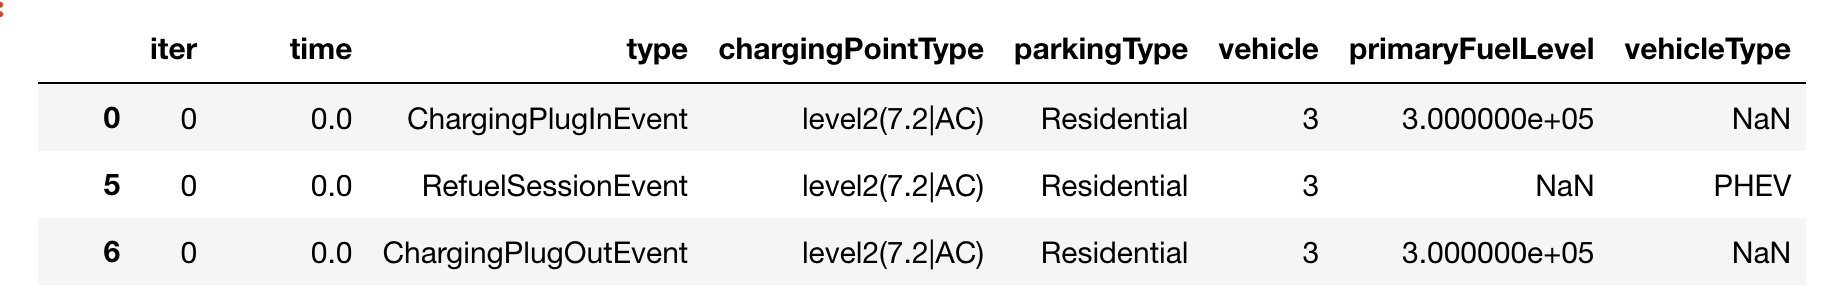 iter time type chargingPointType parkingType vehicle primaryFuelLevel vehicleType
0 0 0.0 ChargingPlugInEvent level2(7.2|AC) Residential 3 3.000000e+05 NaN
5 0 0.0 RefuelSessionEvent level2(7.2|AC) Residential 3 NaN PHEV
6 0 0.0 ChargingPlugOutEvent level2(7.2|AC) Residential 3 3.000000e+05 NaN